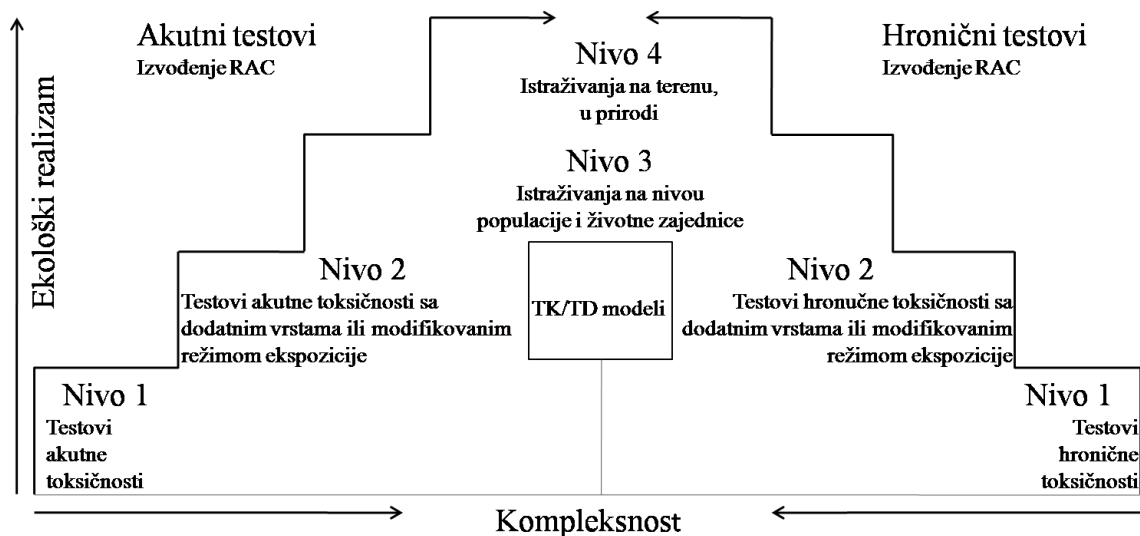 Akutni testovi
Izvođenje RAC
Hronični testovi
Izvođenje RAC
Nivo 4
Istraživanja na terenu,
u prirodi
Nivo 3
Istraživanja na nivou
populacije i životne zajednice
Nivo 2
Testovi akutne toksičnosti sa
dodatnim vrstama ili modifikovanim
režimom ekspozicije
TK/TD modeli
Nivo 2
Testovi hronučne toksičnosti sa
dodatnim vrstama ili modifikovanim
režimom ekspozicije
Nivo 1
Testovi
akutne
toksičnosti
Nivo 1
Testovi
hronične
toksičnosti
Ekološki realizam
Kompleksnost